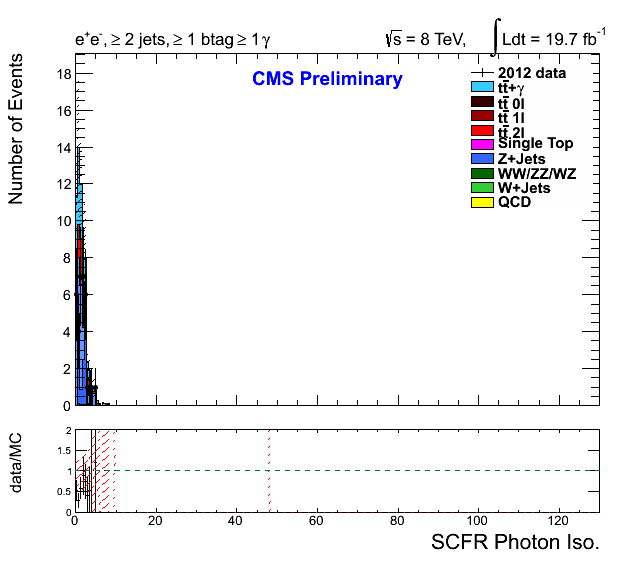 e⁺e⁻, ≥ 2 jets, ≥ 1 btag ≥ 1 γ
√s = 8 TeV, ∫ Ldt = 19.7 fb⁻¹
CMS Preliminary
2012 data
tt̄+γ
tt̄ 0l
tt̄ 1l
tt̄ 2l
Single Top
Z+Jets
WW/ZZ/WZ
W+Jets
QCD
Number of Events
18
16
14
12
10
8
6
4
2
0
data/MC
2
1.5
1
0.5
0
0 20 40 60 80 100 120
SCFR Photon Iso.